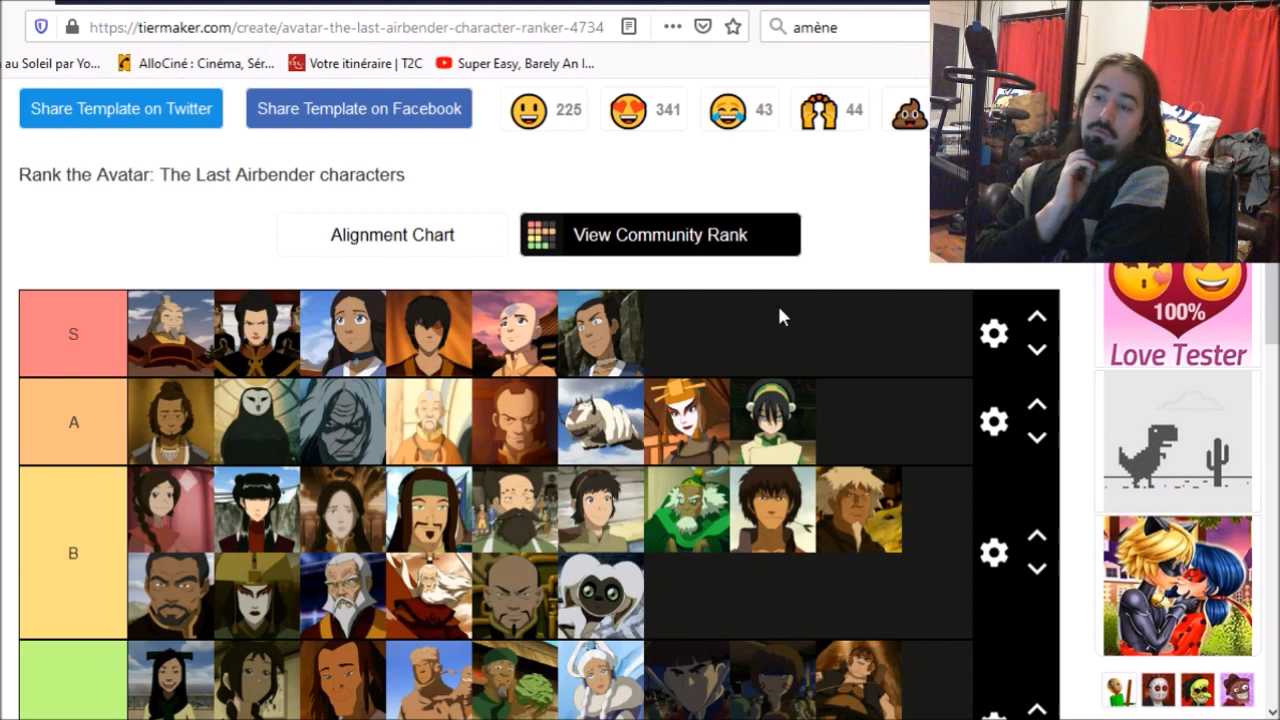 https://tiermaker.com/create/avatar-the-last-airbender-character-ranker-4734
amène
au Soleil par Yo...
AlloCiné : Cinéma, Sér...
Votre itinéraire | T2C
Super Easy, Barely An I...
Share Template on Twitter
Share Template on Facebook
225
341
43
44
Rank the Avatar: The Last Airbender characters
Alignment Chart
View Community Rank
100%
Love Tester
S
A
B